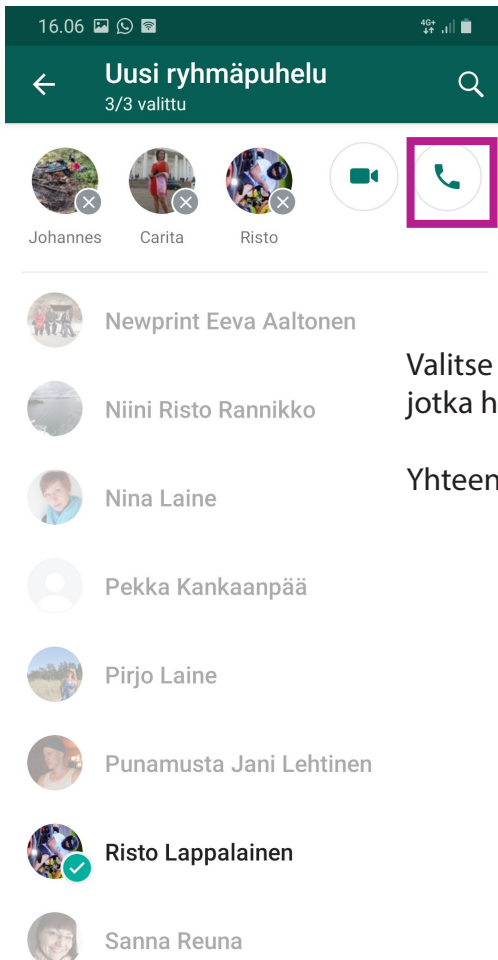 16.06
4G+
Uusi ryhmäpuhelu
3/3 valittu
Johannes
Carita
Risto
Newprint Eeva Aaltonen
Niini Risto Rannikko
Valitse
jotka h
Yhteen
Nina Laine
Pekka Kankaanpää
Pirjo Laine
Punamusta Jani Lehtinen
Risto Lappalainen
Sanna Reuna